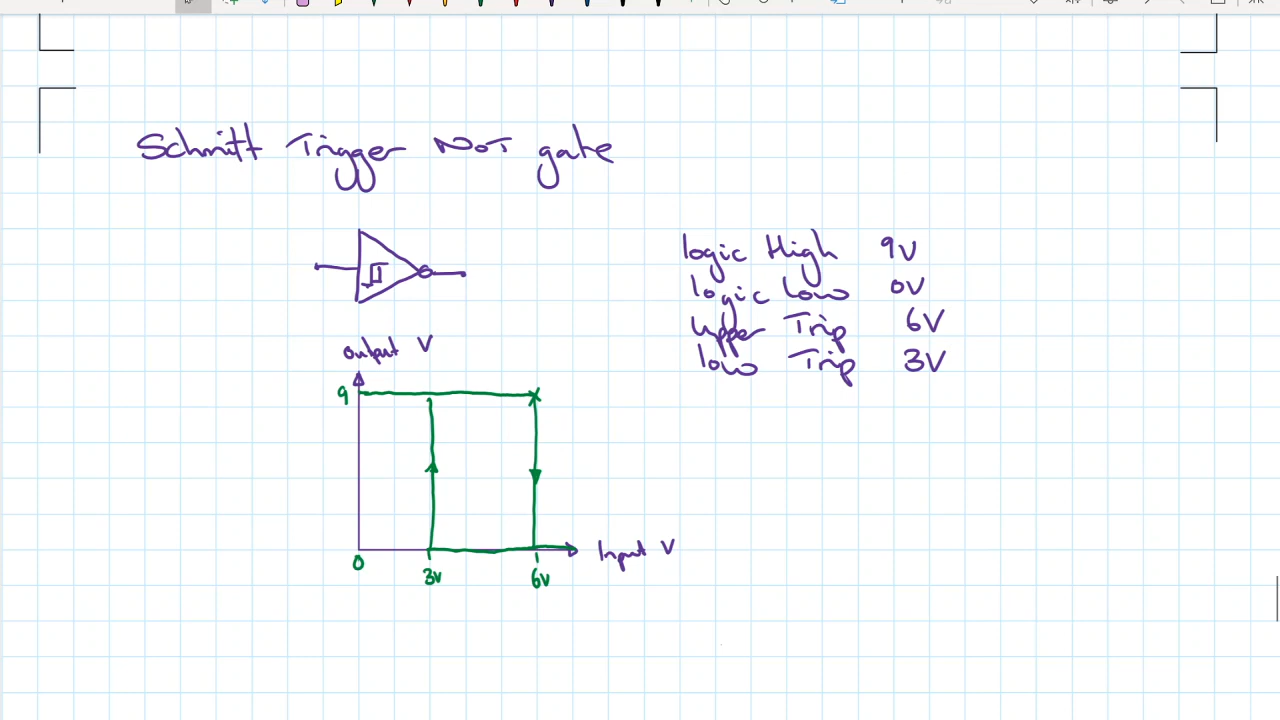 Schmitt Trigger NOT gate
logic High 9V
logic low 0V
Upper Trip 6V
low Trip 3V
output V
9
Input V
0
3V
6V